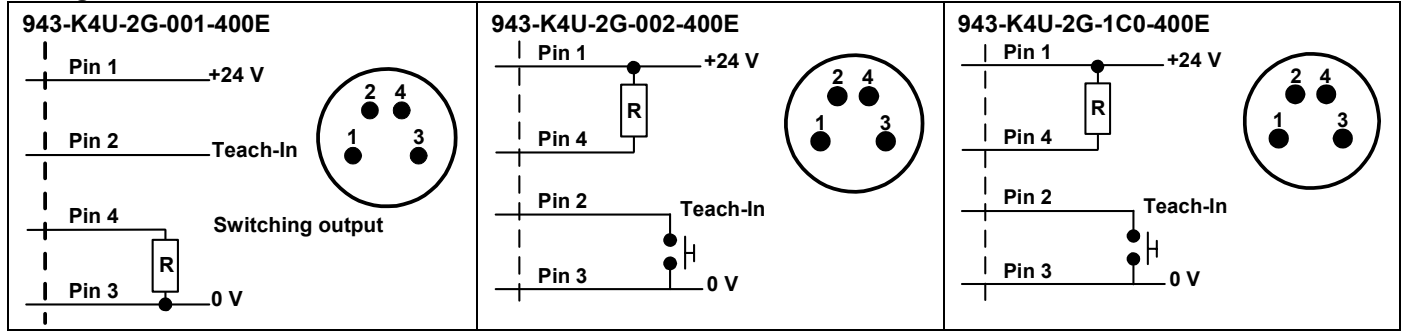 943-K4U-2G-001-400E
Pin 1
+24 V
Pin 2
Teach-In
Pin 4
Switching output
R
Pin 3
0 V
2 4
1 3
943-K4U-2G-002-400E
Pin 1
+24 V
R
Pin 4
Pin 2
Teach-In
Pin 3
0 V
2 4
1 3
943-K4U-2G-1C0-400E
Pin 1
+24 V
R
Pin 4
Pin 2
Teach-In
Pin 3
0 V
2 4
1 3